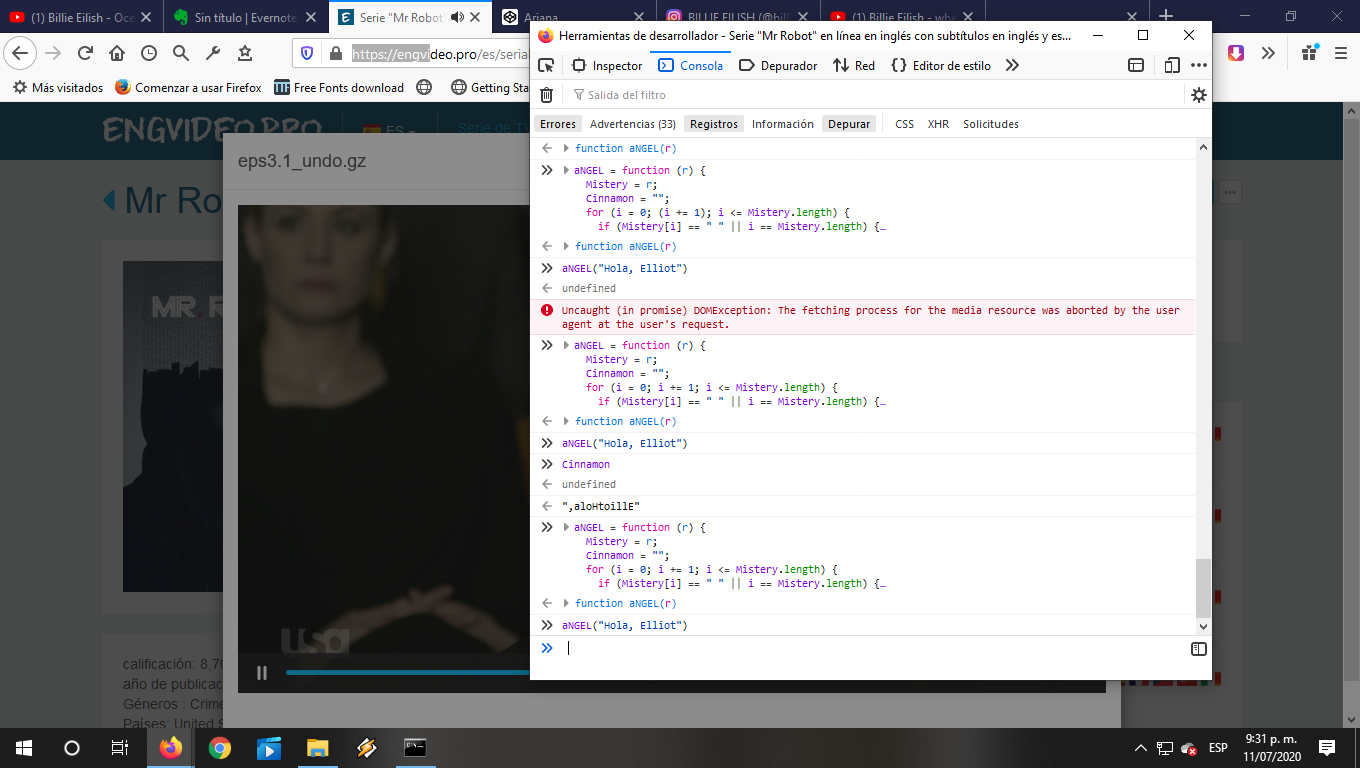 (1) Billie Eilish - Oce
Sin título | Evernote
Serie "Mr Robot"
Ariana
BILLIE EILISH (@bill
(1) Billie Eilish - whe
Herramientas de desarrollador - Serie "Mr Robot" en línea en inglés con subtítulos en inglés y es...
https://engvideo.pro/es/serial
Inspector
Consola
Depurador
Red
{} Editor de estilo
Más visitados
Comenzar a usar Firefox
Free Fonts download
Getting Sta
Salida del filtro
Errores
Advertencias (33)
Registros
Información
Depurar
CSS
XHR
Solicitudes
ENGVIDEO.PRO
ES
Serie de T
eps3.1_undo.gz
Mr Ro
MR. R
function aNGEL(r)
aNGEL = function (r) {
Mistery = r;
Cinnamon = "";
for (i = 0; (i += 1); i <= Mistery.length) {
if (Mistery[i] == " " || i == Mistery.length) {…
function aNGEL(r)
aNGEL("Hola, Elliot")
undefined
Uncaught (in promise) DOMException: The fetching process for the media resource was aborted by the user
agent at the user's request.
aNGEL = function (r) {
Mistery = r;
Cinnamon = "";
for (i = 0; i += 1; i <= Mistery.length) {
if (Mistery[i] == " " || i == Mistery.length) {…
function aNGEL(r)
aNGEL("Hola, Elliot")
Cinnamon
undefined
",aloHtoillE"
aNGEL = function (r) {
Mistery = r;
Cinnamon = "";
for (i = 0; i += 1; i <= Mistery.length) {
if (Mistery[i] == " " || i == Mistery.length) {…
function aNGEL(r)
aNGEL("Hola, Elliot")
usa
calificación: 8,70
año de publicac
Géneros : Crime
Países: United S
ESP
9:31 p. m.
11/07/2020